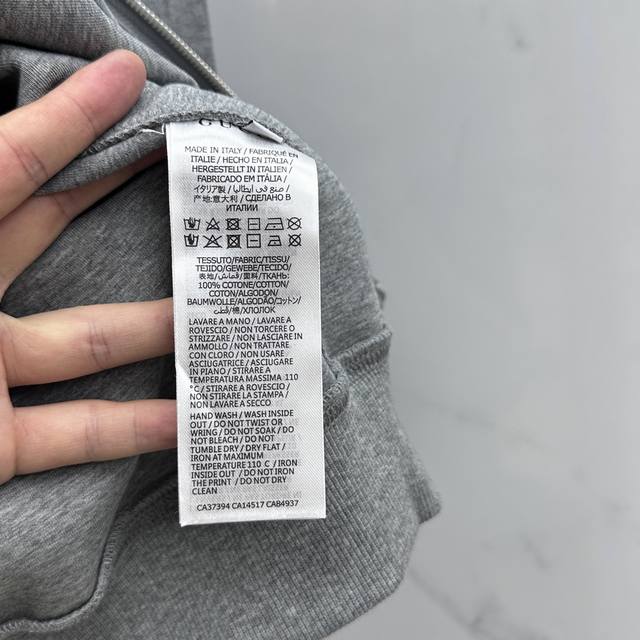 MADE IN ITALY / FABRIQUÉ EN
ITALIE / HECHO EN ITALIA /
HERGESTELLT IN ITALIEN /
FABRICADO EM ITÁLIA /
イタリア製 / صنع في ايطاليا /
产地:意大利 / СДЕЛАНО В
ИТАЛИИ
TESSUTO/FABRIC/TISSU/
TEJIDO/GEWEBE/TECIDO/
表地/قماش/面料/ТКАНЬ:
100% COTONE/COTTON/
COTON/ALGODON/
BAUMWOLLE/ALGODÃO/コットン/
قطن/棉/ХЛОПОК
LAVARE A MANO / LAVARE A
ROVESCIO / NON TORCERE O
STRIZZARE / NON LASCIARE IN
AMMOLLO / NON TRATTARE
CON CLORO / NON USARE
ASCIUGATRICE / ASCIUGARE
IN PIANO / STIRARE A
TEMPERATURA MASSIMA 110
°C / STIRARE A ROVESCIO /
NON STIRARE LA STAMPA /
NON LAVARE A SECCO
HAND WASH / WASH INSIDE
OUT / DO NOT TWIST OR
WRING / DO NOT SOAK / DO
NOT BLEACH / DO NOT
TUMBLE DRY / DRY FLAT /
IRON AT MAXIMUM
TEMPERATURE 110 C / IRON
INSIDE OUT / DO NOT IRON
THE PRINT / DO NOT DRY
CLEAN
CA37394 CA14517 CA84937